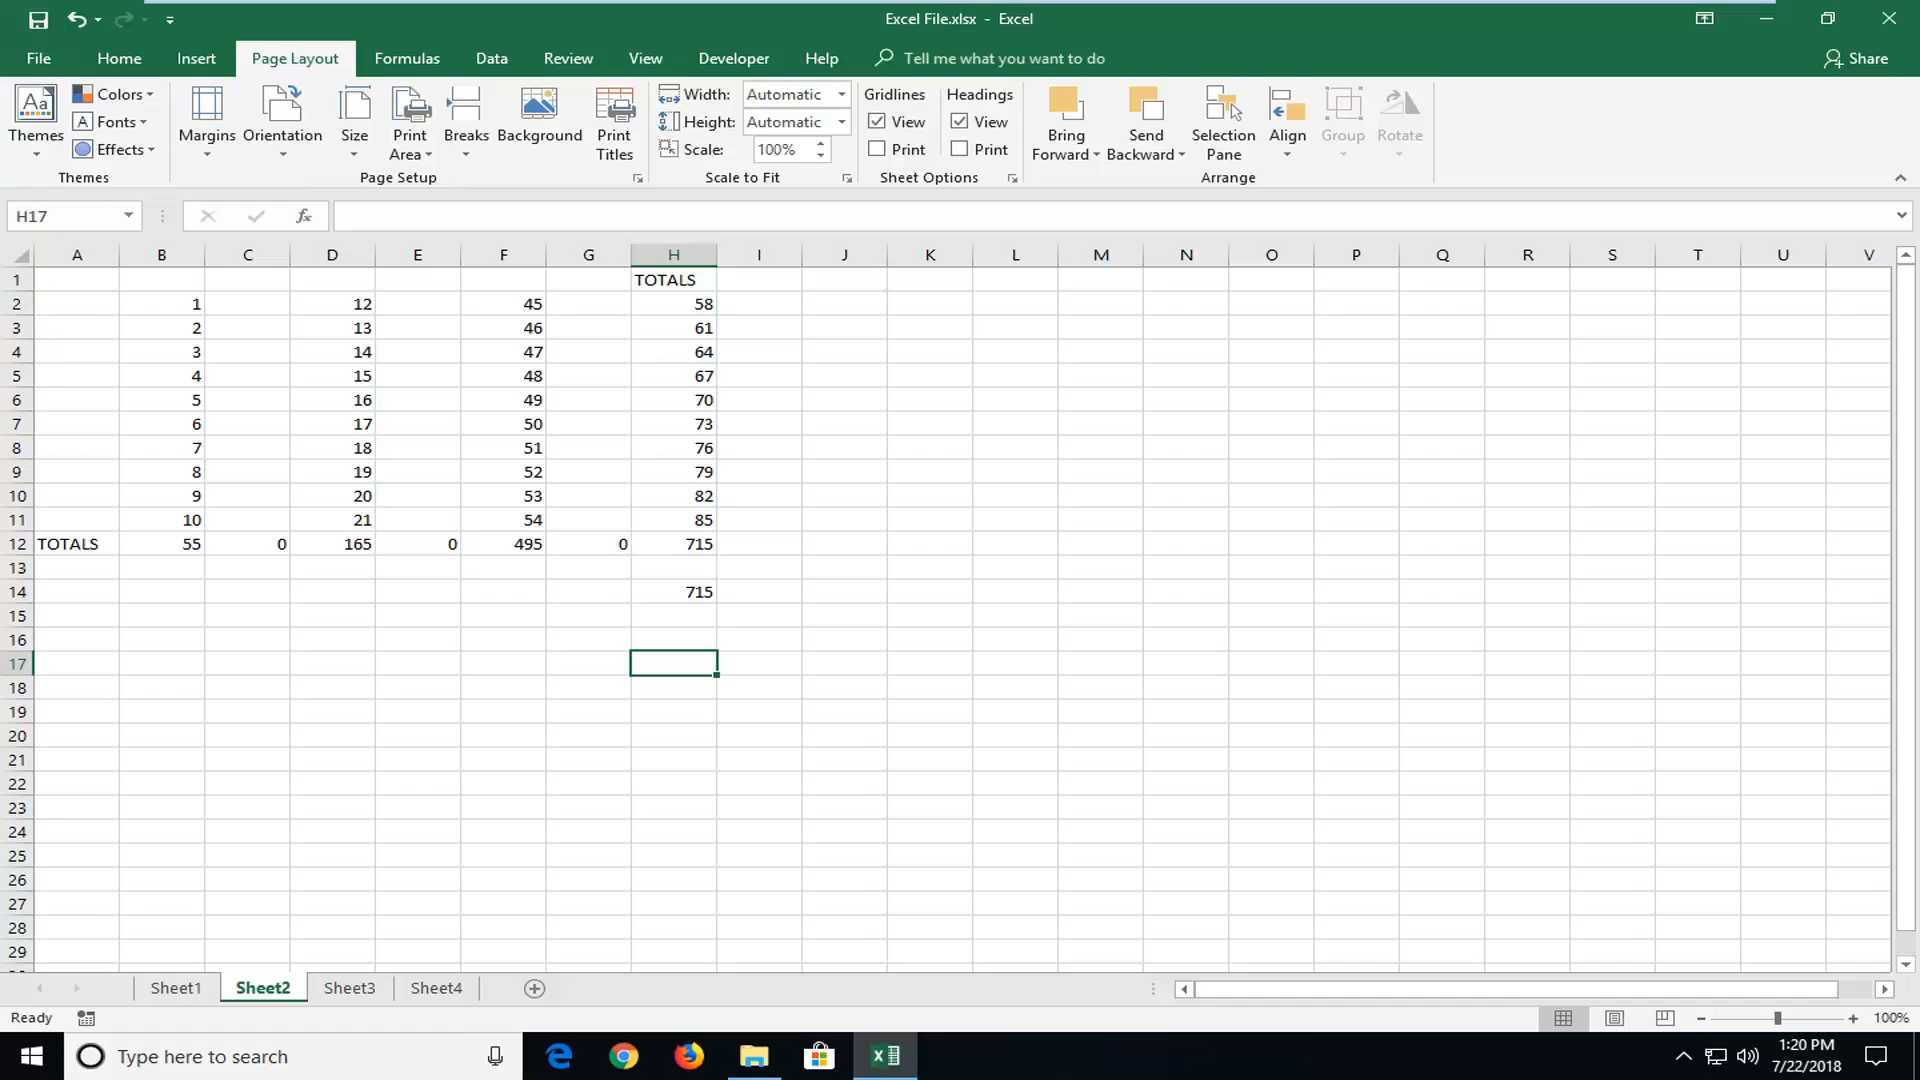 Excel File.xlsx - Excel
File Home Insert Page Layout Formulas Data Review View Developer Help Tell me what you want to do Share
Aa Colors Width: Automatic Gridlines Headings
A Fonts Height: Automatic View View
Themes Effects Margins Orientation Size Print Area Breaks Background Print Titles Scale: 100% Print Print Bring Forward Send Backward Selection Pane Align Group Rotate
Themes Page Setup Scale to Fit Sheet Options Arrange
H17 fx
A B C D E F G H I J K L M N O P Q R S T U V
1 TOTALS
2 1 12 45 58
3 2 13 46 61
4 3 14 47 64
5 4 15 48 67
6 5 16 49 70
7 6 17 50 73
8 7 18 51 76
9 8 19 52 79
10 9 20 53 82
11 10 21 54 85
12 TOTALS 55 0 165 0 495 0 715
13
14 715
15
16
17
18
19
20
21
22
23
24
25
26
27
28
29
Sheet1 Sheet2 Sheet3 Sheet4
Ready 100%
Type here to search 1:20 PM
7/22/2018